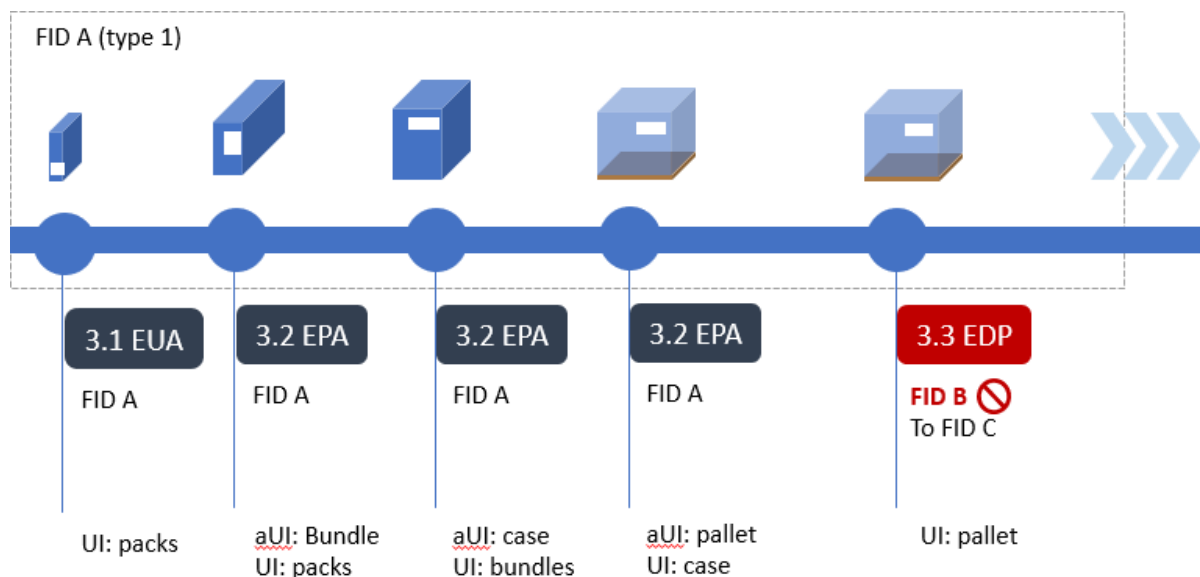 FID A (type 1)
3.1 EUA
FID A
UI: packs
3.2 EPA
FID A
aUI: Bundle
UI: packs
3.2 EPA
FID A
aUI: case
UI: bundles
3.2 EPA
FID A
aUI: pallet
UI: case
3.3 EDP
FID B
To FID C
UI: pallet